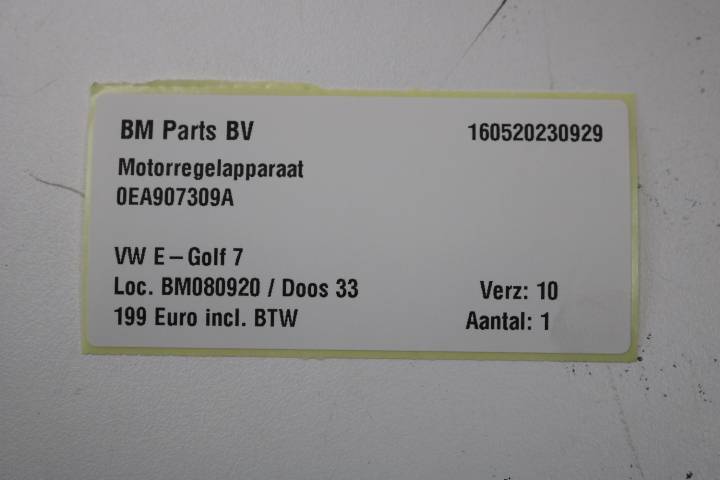 BM Parts BV 160520230929
Motorregelapparaat
0EA907309A
VW E-Golf 7
Loc. BM080920 / Doos 33 Verz: 10
199 Euro incl. BTW Aantal: 1